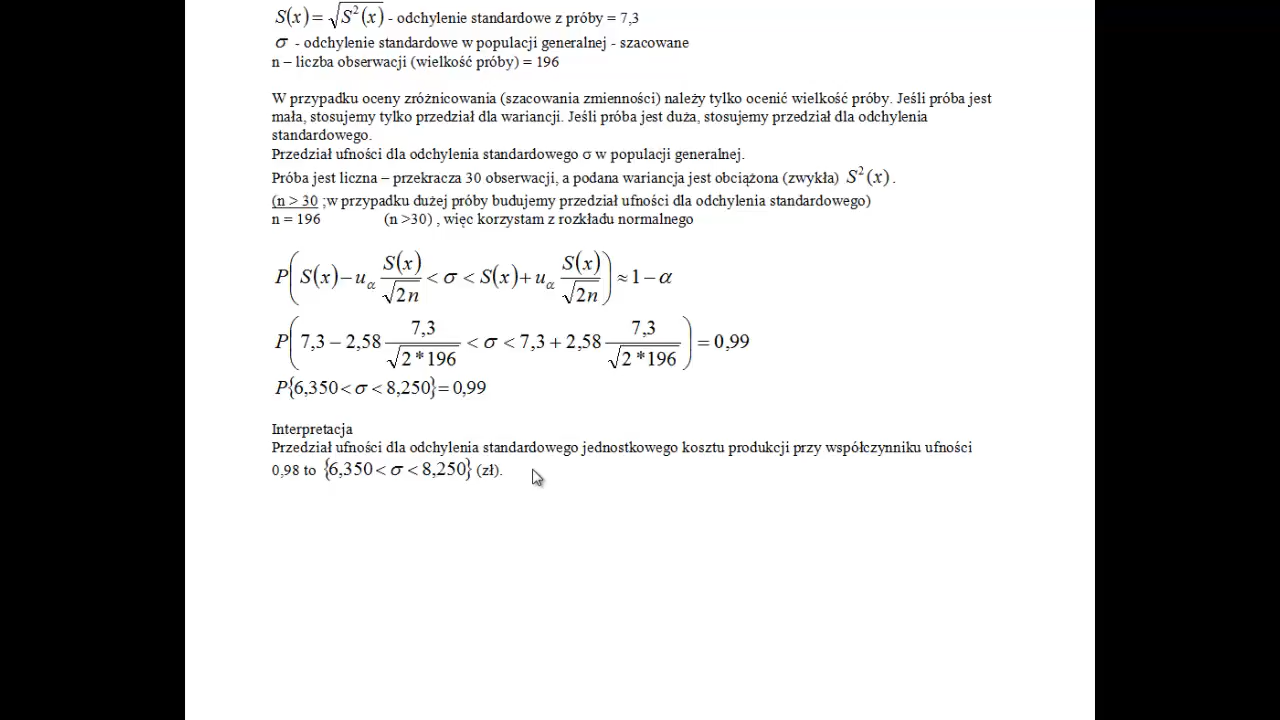 S(x) = √S²(x) - odchylenie standardowe z próby = 7,3
σ - odchylenie standardowe w populacji generalnej - szacowane
n – liczba obserwacji (wielkość próby) = 196
W przypadku oceny zróżnicowania (szacowania zmienności) należy tylko ocenić wielkość próby. Jeśli próba jest
mała, stosujemy tylko przedział dla wariancji. Jeśli próba jest duża, stosujemy przedział dla odchylenia
standardowego.
Przedział ufności dla odchylenia standardowego σ w populacji generalnej.
Próba jest liczna – przekracza 30 obserwacji, a podana wariancja jest obciążona (zwykła) S²(x).
(n > 30 ;w przypadku dużej próby budujemy przedział ufności dla odchylenia standardowego)
n = 196 (n >30) , więc korzystam z rozkładu normalnego
P( S(x) − uα S(x)/√2n < σ < S(x) + uα S(x)/√2n ) ≈ 1 − α
P( 7,3 − 2,58 7,3/√2*196 < σ < 7,3 + 2,58 7,3/√2*196 ) = 0,99
P{6,350 < σ < 8,250} = 0,99
Interpretacja
Przedział ufności dla odchylenia standardowego jednostkowego kosztu produkcji przy współczynniku ufności
0,98 to {6,350 < σ < 8,250} (zł).